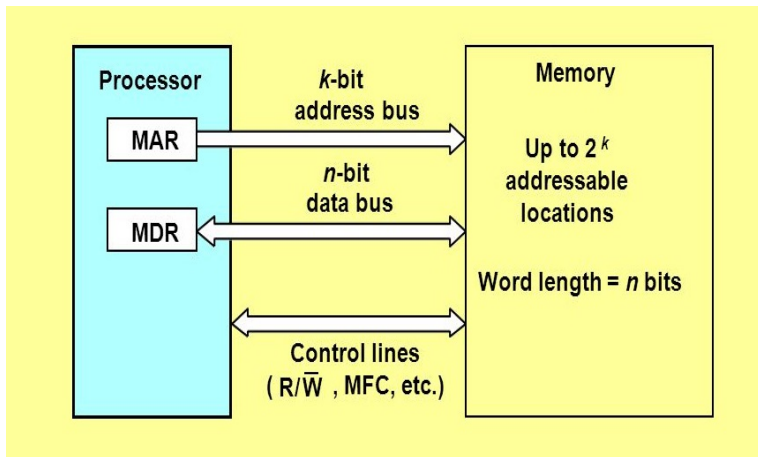 Processor
MAR
MDR
k-bit
address bus
n-bit
data bus
Control lines
( R/W̅ , MFC, etc.)
Memory
Up to 2ᵏ
addressable
locations
Word length = n bits